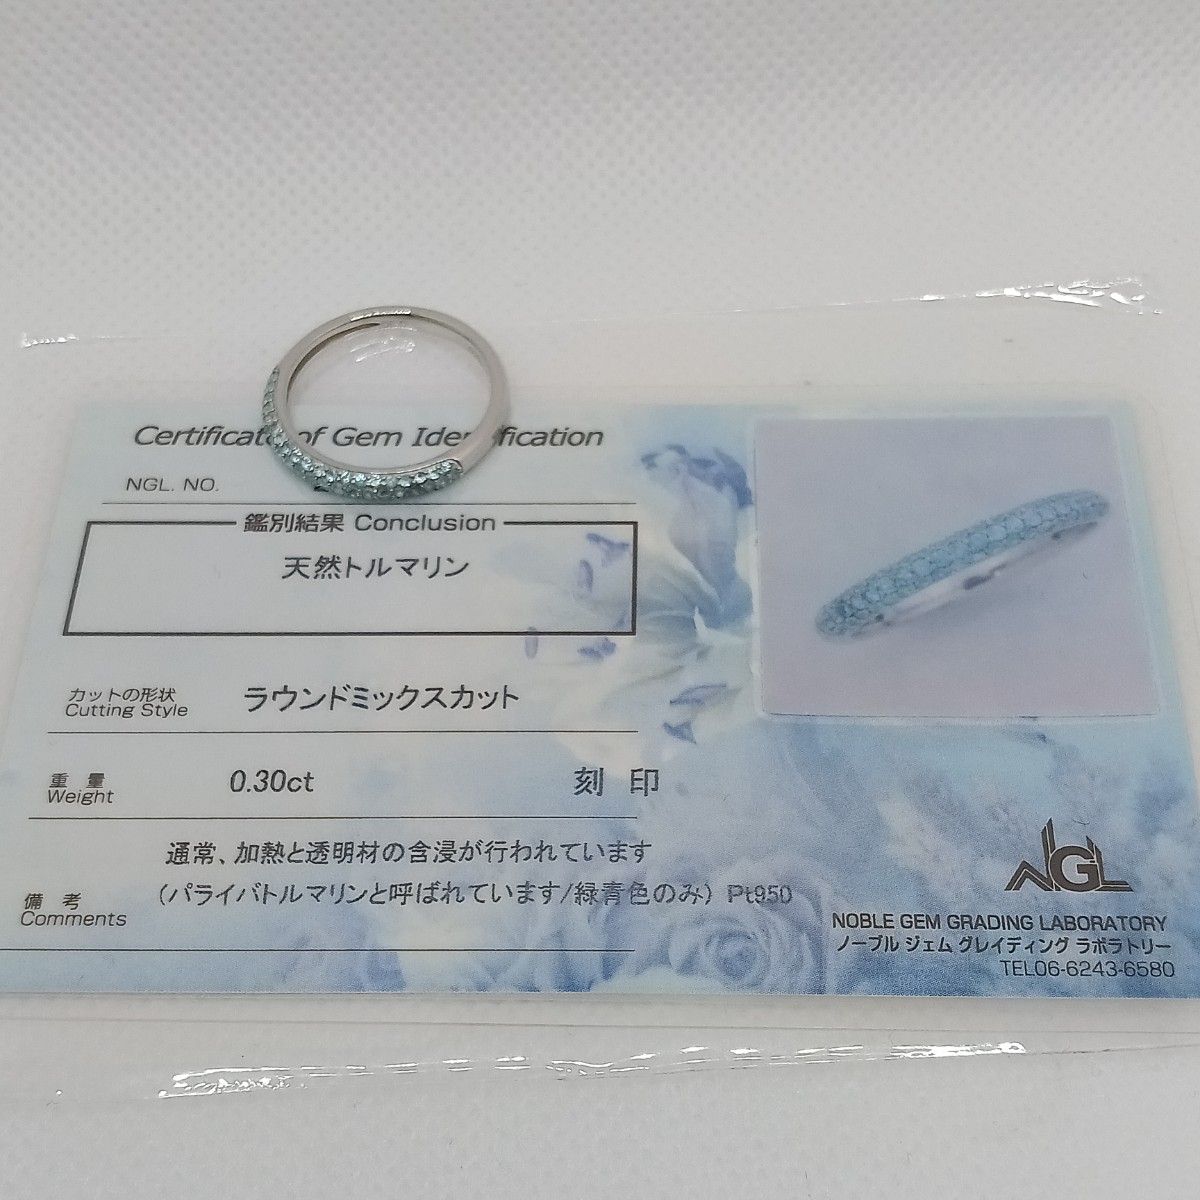 Certificate of Gem Identification
NGL. NO.
鑑別結果 Conclusion
天然トルマリン
カットの形状 ラウンドミックスカット
Cutting Style
重量 0.30ct 刻印
Weight
通常、加熱と透明材の含浸が行われています
備考 (パライバトルマリンと呼ばれています/緑青色のみ) Pt950
Comments
NGL
NOBLE GEM GRADING LABORATORY
ノーブル ジェム グレイディング ラボラトリー
TEL06-6243-6580